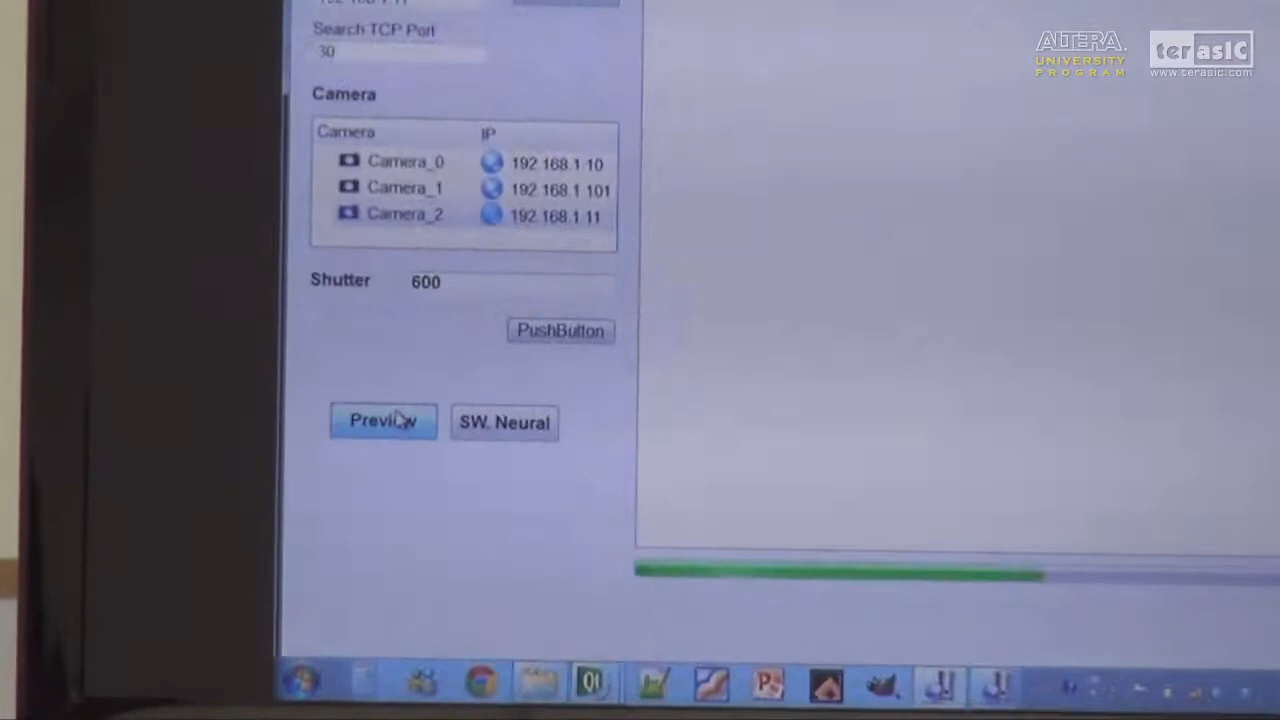 Search TCP Port
30
Camera
Camera IP
Camera_0 192.168.1.10
Camera_1 192.168.1.101
Camera_2 192.168.1.11
Shutter 600
PushButton
Preview SW. Neural
ALTERA
UNIVERSITY
PROGRAM
terasIC
www.terasic.com